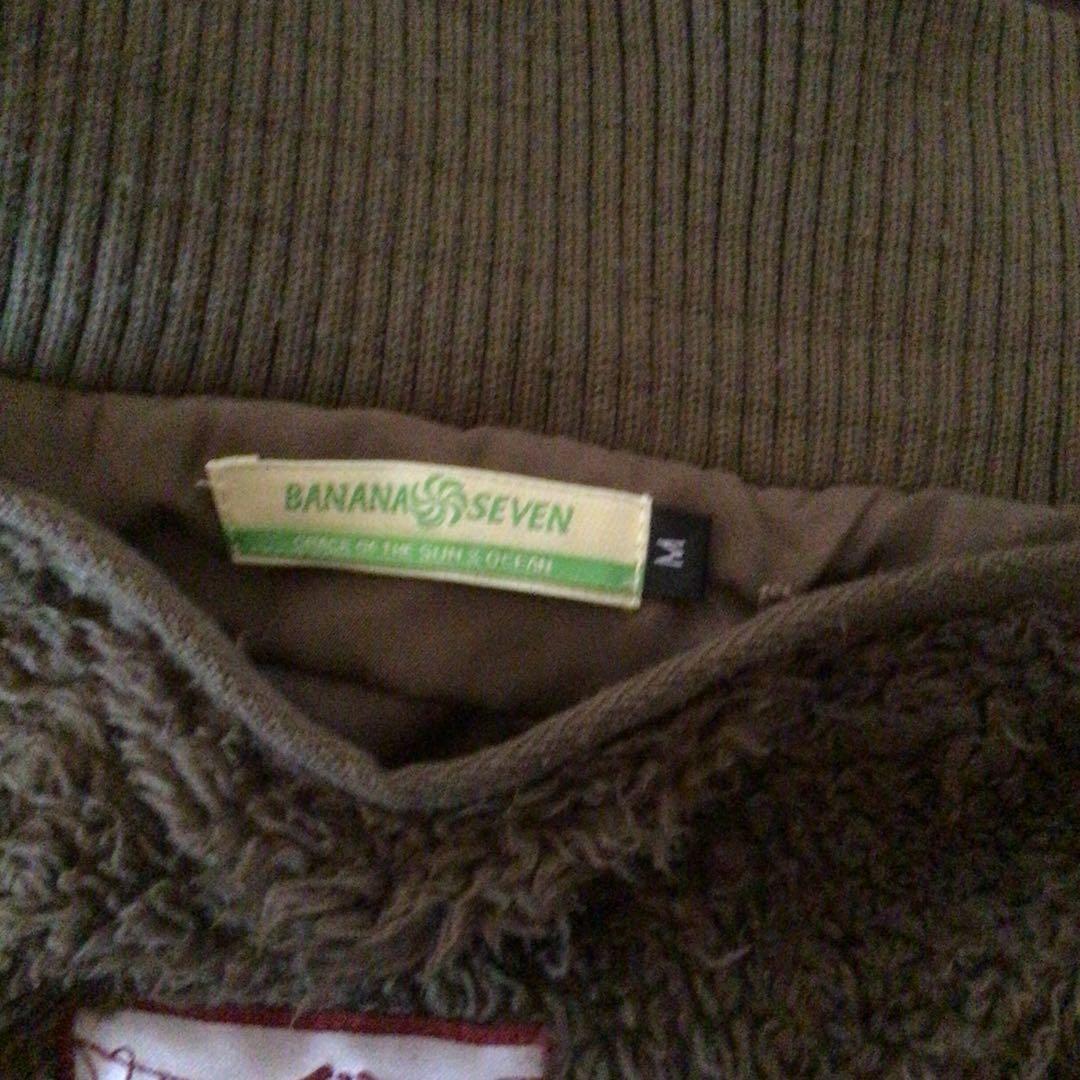 BANANA SEVEN
GRACE OF THE SUN & OCEAN
M